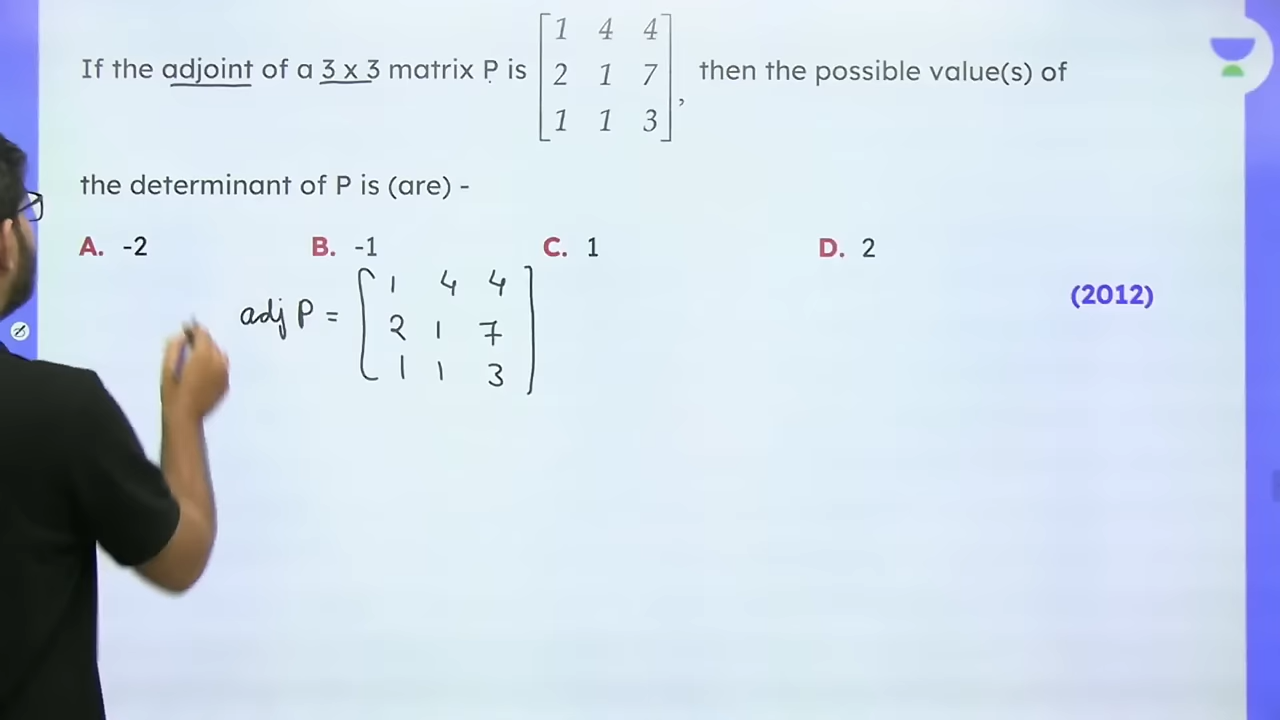 If the adjoint of a 3 x 3 matrix P is [1 4 4
2 1 7
1 1 3], then the possible value(s) of
the determinant of P is (are) -
A. -2 B. -1 C. 1 D. 2
(2012)
adj P = [1 4 4
2 1 7
1 1 3]